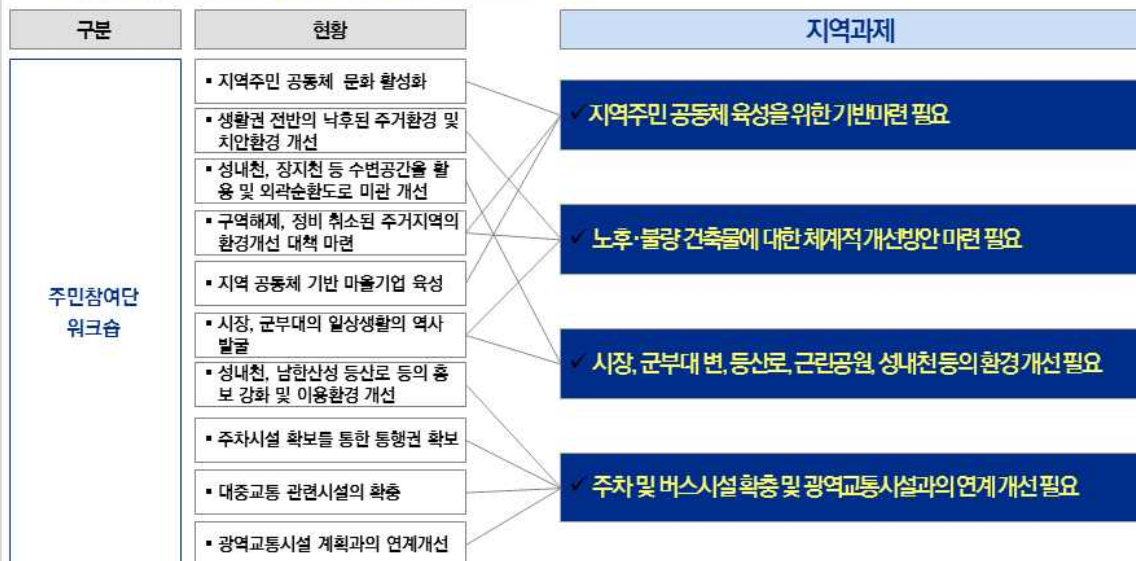 구분
현황
지역과제
주민참여단
워크숍
▪ 지역주민 공동체 문화 활성화
▪ 생활권 전반의 낙후된 주거환경 및
치안환경 개선
▪ 성내천, 장지천 등 수변공간을 활
용 및 외곽순환도로 미관 개선
▪ 구역해제, 정비 취소된 주거지역의
환경개선 대책 마련
▪ 지역 공동체 기반 마을기업 육성
▪ 시장, 군부대의 일상생활의 역사
발굴
▪ 성내천, 남한산성 등산로 등의 홍
보 강화 및 이용환경 개선
▪ 주차시설 확보를 통한 통행권 확보
▪ 대중교통 관련시설의 확충
▪ 광역교통시설 계획과의 연계개선
✓ 지역주민 공동체 육성을 위한 기반마련 필요
✓ 노후·불량 건축물에 대한 체계적 개선방안 마련 필요
✓ 시장, 군부대 변, 등산로, 근린공원, 성내천 등의 환경 개선 필요
✓ 주차 및 버스시설 확충 및 광역교통시설과의 연계 개선 필요